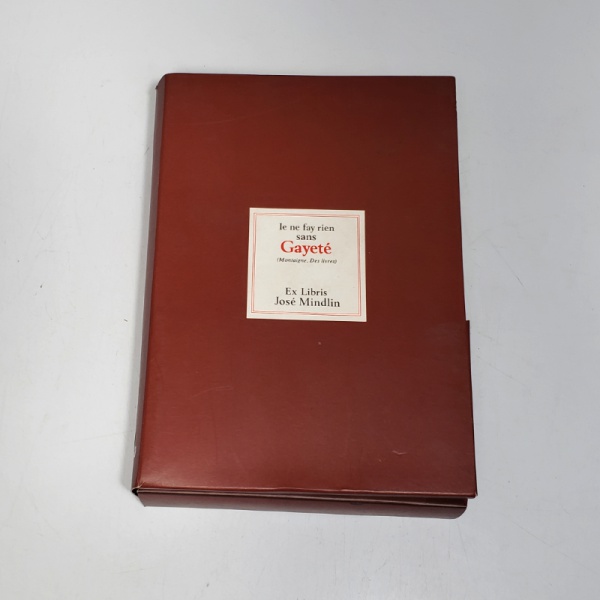 Ie ne fay rien
sans
Gayeté
(Montaigne. Des livres)
Ex Libris
José Mindlin